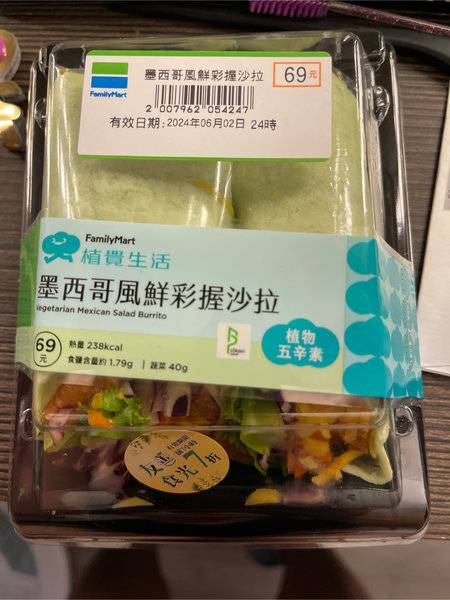 墨西哥風鮮彩握沙拉
69元
FamilyMart
2 007962 054247
有效日期:2024年06月02日 24時
FamilyMart
植覺生活
墨西哥風鮮彩握沙拉
Vegetarian Mexican Salad Burrito
69
元
熱量 238kcal
食鹽含量約 1.79g | 蔬菜 40g
clean
植物
五辛素
友善
食光
7折